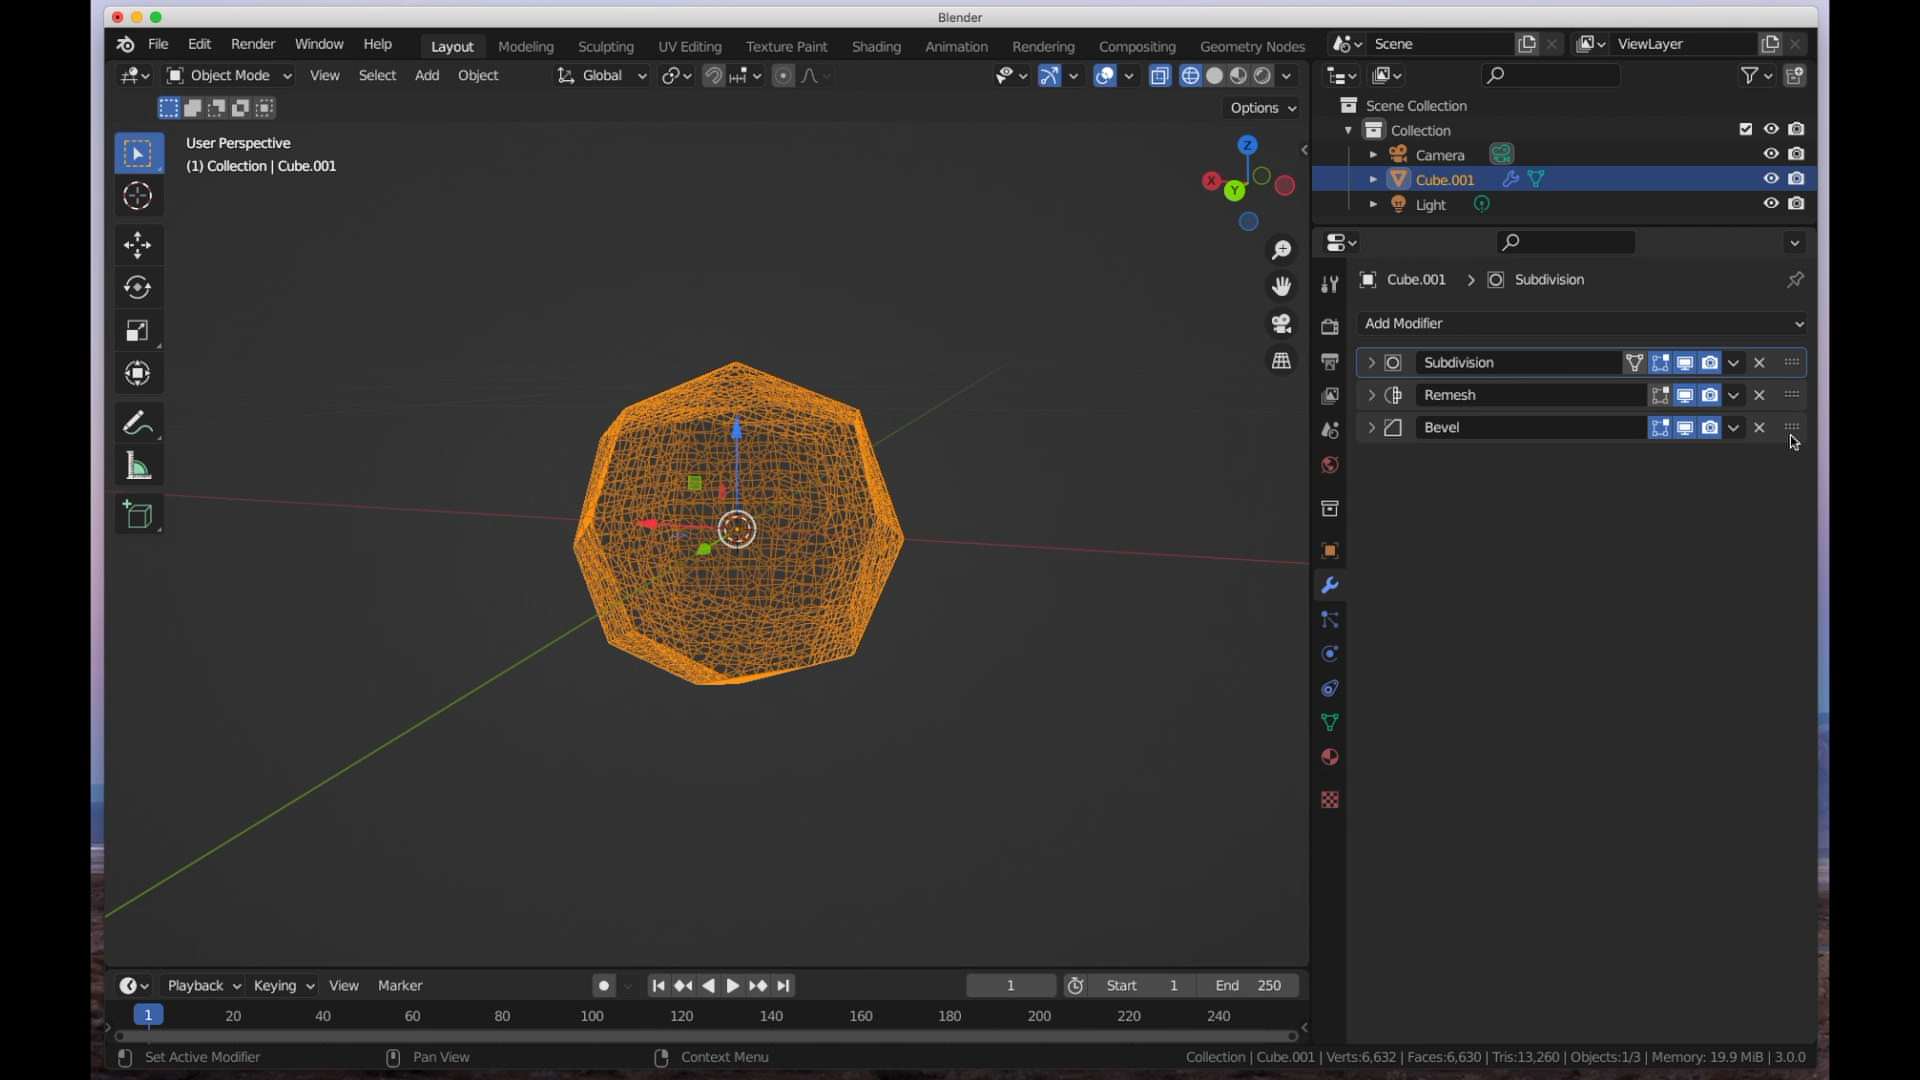 Blender
File Edit Render Window Help
Layout Modeling Sculpting UV Editing Texture Paint Shading Animation Rendering Compositing Geometry Nodes
Scene
ViewLayer
Object Mode View Select Add Object
Global
Options
User Perspective
(1) Collection | Cube.001
Z
X
Y
Scene Collection
Collection
Camera
Cube.001
Light
Cube.001
Subdivision
Add Modifier
Subdivision
Remesh
Bevel
Playback Keying View Marker
1
Start 1
End 250
1 20 40 60 80 100 120 140 160 180 200 220 240
Set Active Modifier
Pan View
Context Menu
Collection | Cube.001 | Verts:6,632 | Faces:6,630 | Tris:13,260 | Objects:1/3 | Memory: 19.9 MiB | 3.0.0